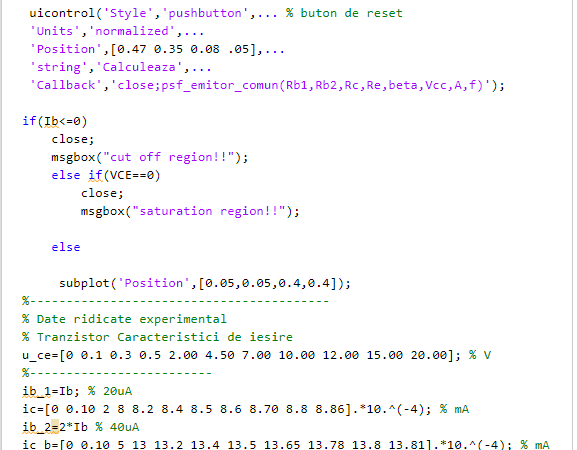 uicontrol('Style','pushbutton',... % buton de reset
'Units','normalized',...
'Position',[0.47 0.35 0.08 .05],...
'string','Calculeaza',...
'Callback','close;psf_emitor_comun(Rb1,Rb2,Rc,Re,beta,Vcc,A,f)');
if(Ib<=0)
close;
msgbox("cut off region!!");
else if(VCE==0)
close;
msgbox("saturation region!!");
else
subplot('Position',[0.05,0.05,0.4,0.4]);
%---------------------------------------
% Date ridicate experimental
% Tranzistor Caracteristici de iesire
u_ce=[0 0.1 0.3 0.5 2.00 4.50 7.00 10.00 12.00 15.00 20.00]; % V
%------------------------
ib_1=Ib; % 20uA
ic=[0 0.10 2 8 8.2 8.4 8.5 8.6 8.70 8.8 8.86].*10.^(-4); % mA
ib_2=2*Ib % 40uA
ic_b=[0 0.10 5 13 13.2 13.4 13.5 13.65 13.78 13.8 13.81].*10.^(-4); % mA